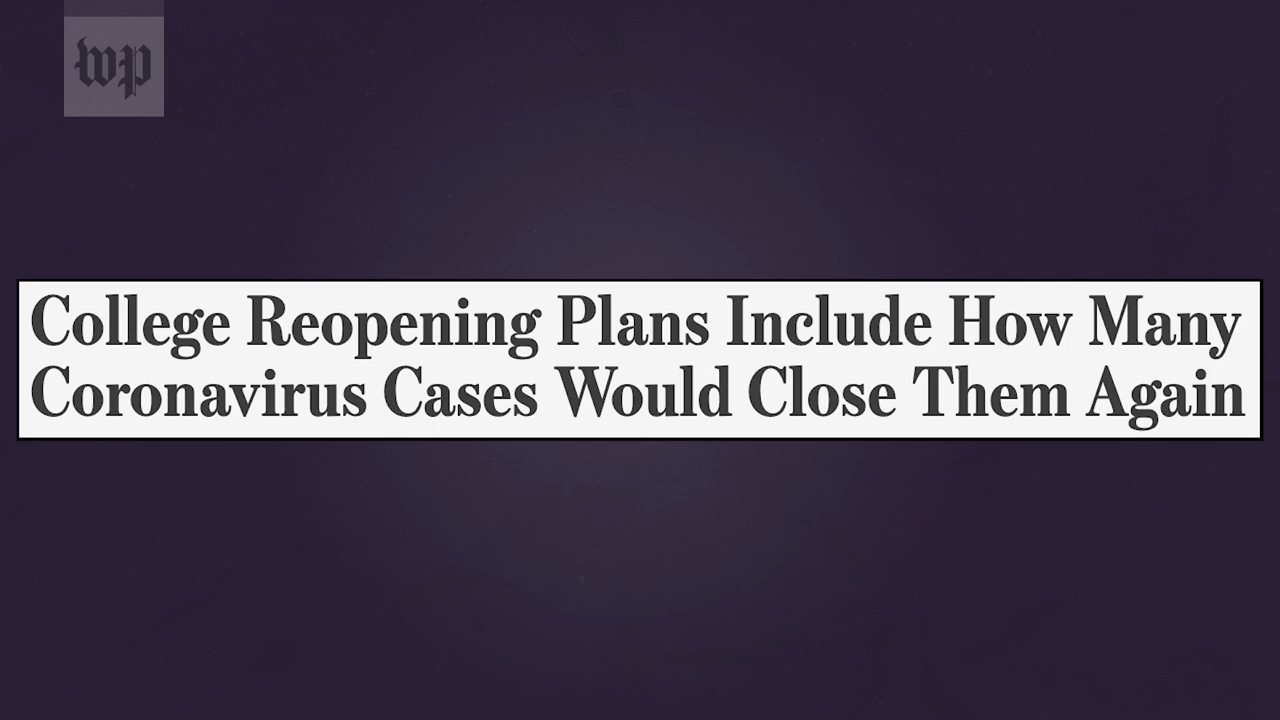 wp
College Reopening Plans Include How Many
Coronavirus Cases Would Close Them Again